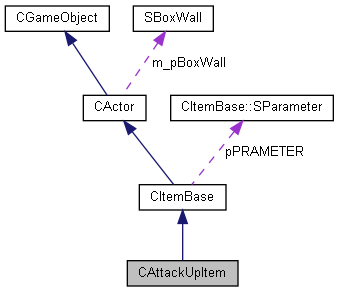 CGameObject
SBoxWall
m_pBoxWall
CActor
CItemBase::SParameter
pPRAMETER
CItemBase
CAttackUpItem